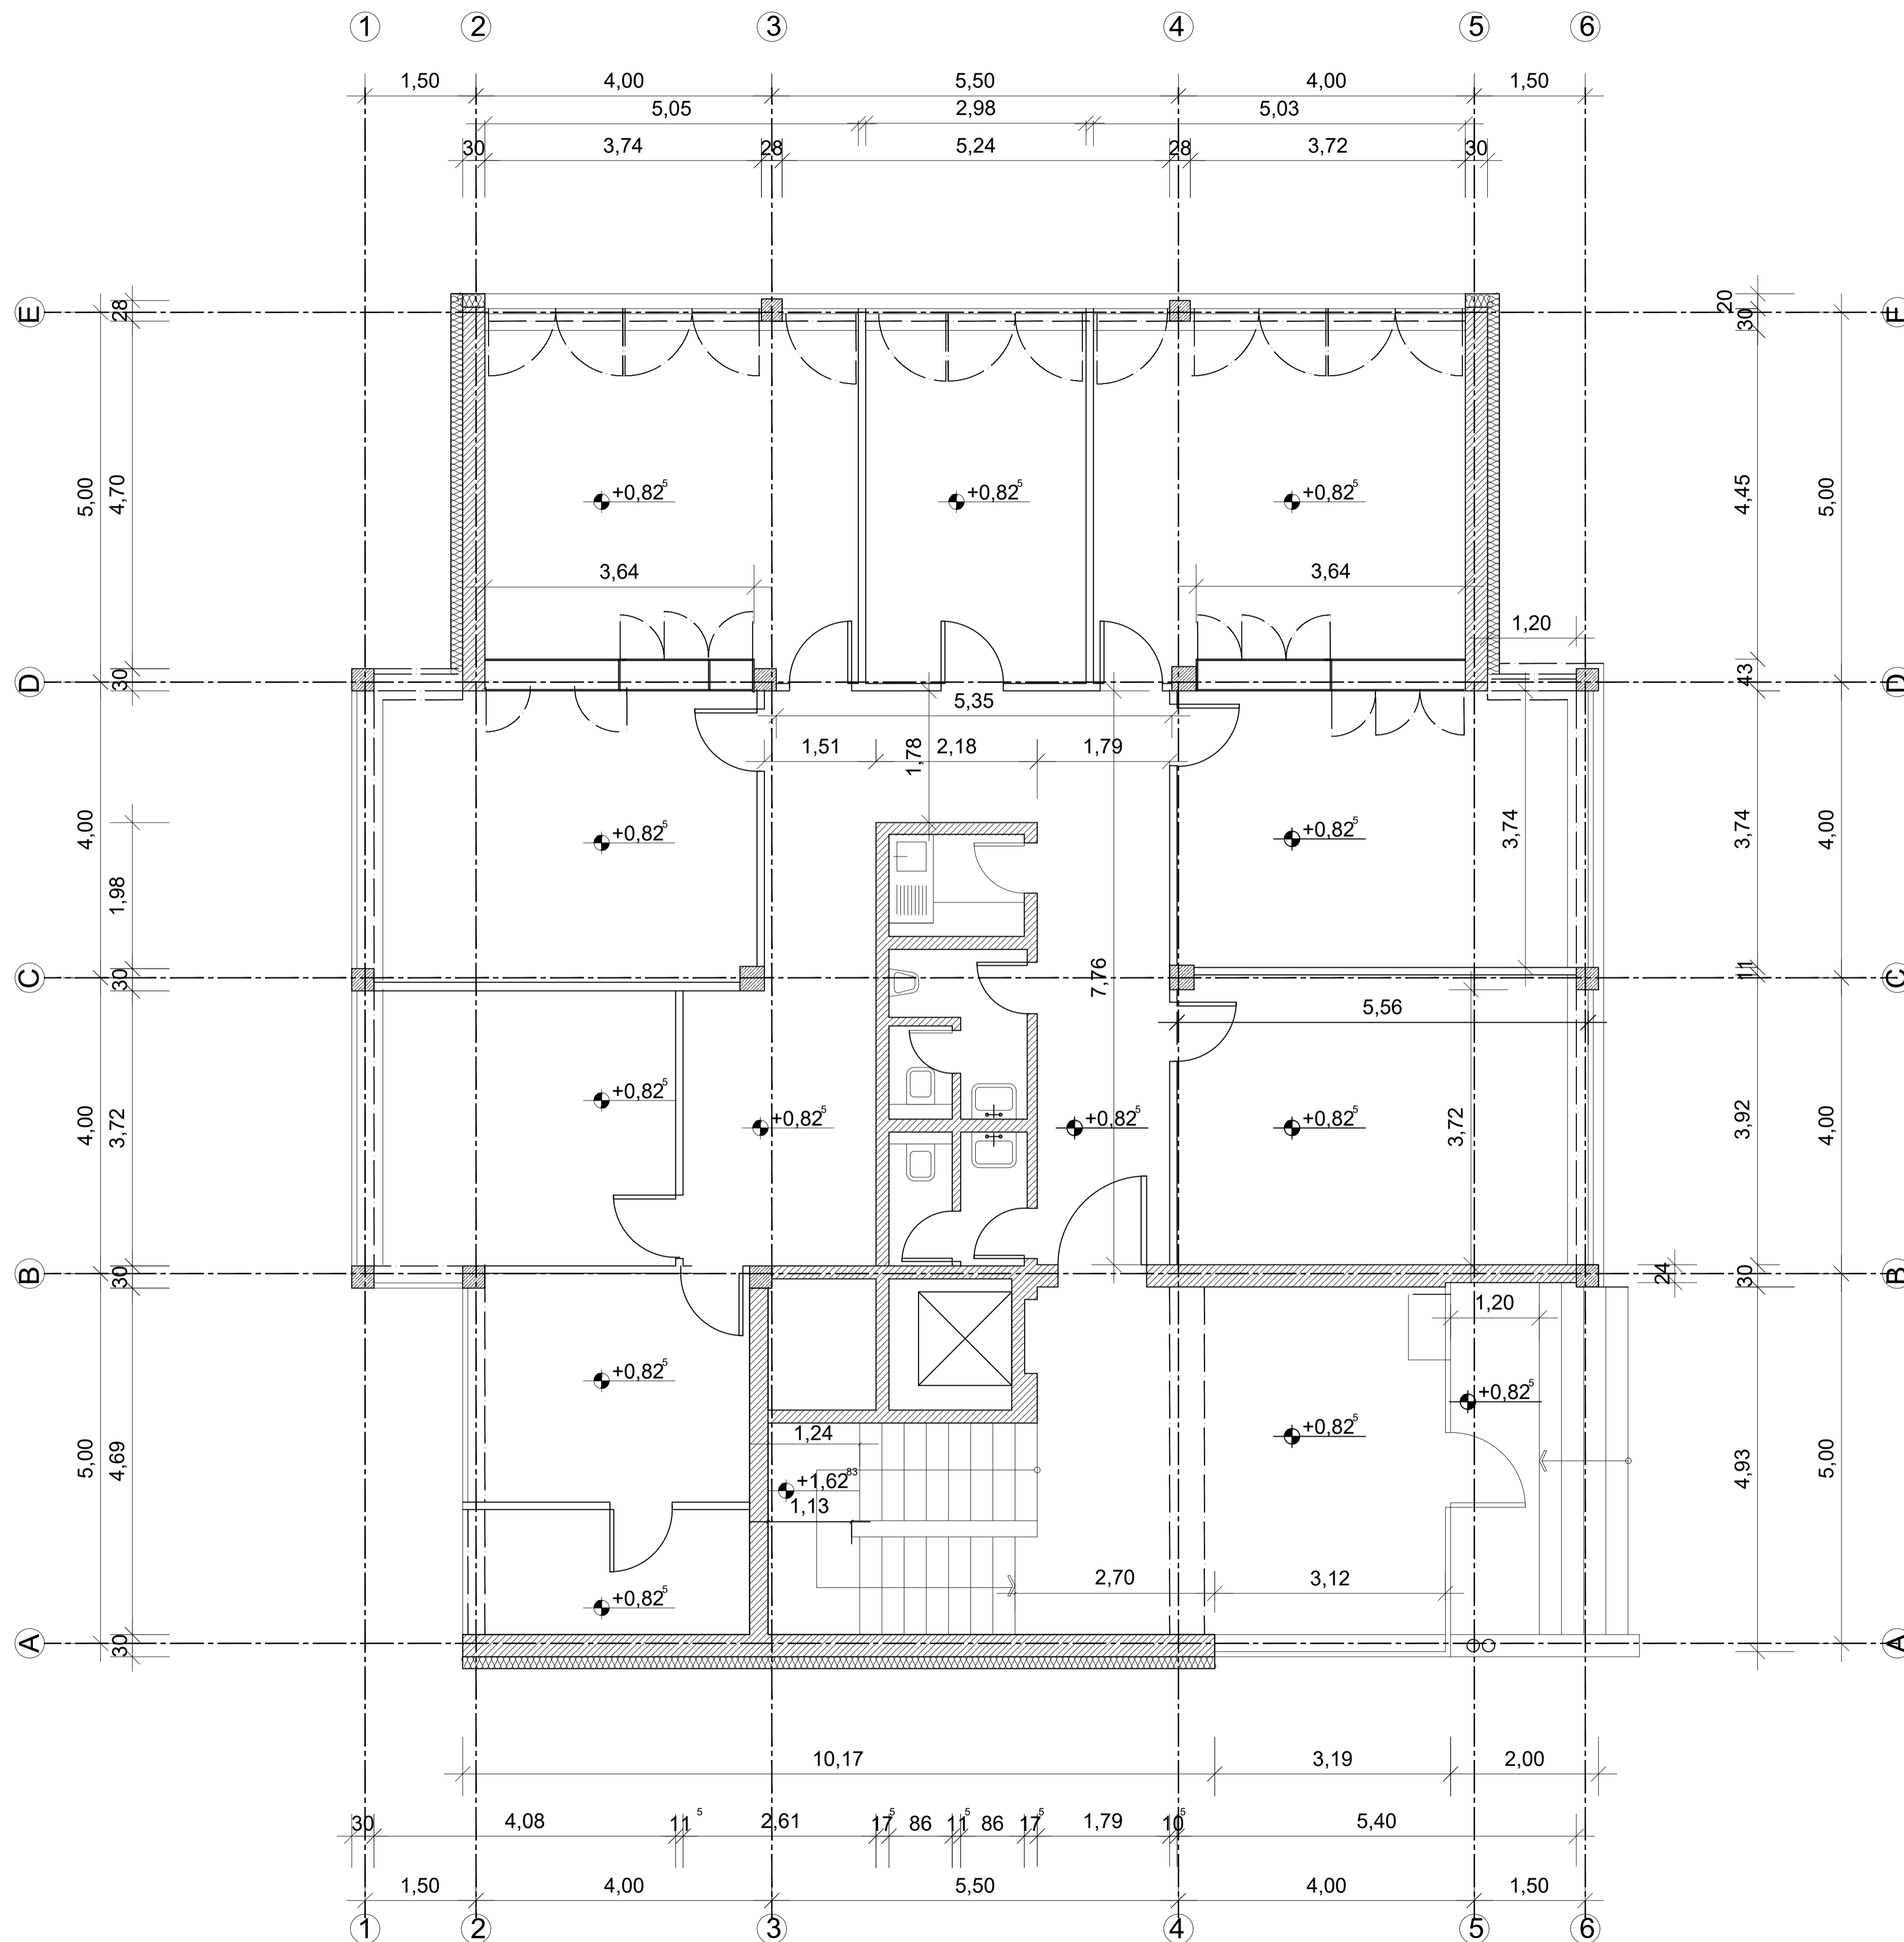 1 2 3 4 5 6
1,50 4,00 5,50 4,00 1,50
5,05 2,98 5,03
30 3,74 28 5,24 28 3,72 30
E 28 20 30 F
5,00 4,70 +0,82⁵ +0,82⁵ +0,82⁵ 4,45 5,00
3,64 3,64
1,20
D 30 43 D
5,35
1,51 1,78 2,18 1,79
4,00 +0,82⁵ +0,82⁵ 3,74 3,74 4,00
1,98
C 30 7,76 11 C
5,56
4,00 3,72 +0,82⁵ +0,82⁵ +0,82⁵ +0,82⁵ 3,72 3,92 4,00
B 30 24 30 B
1,20
+0,82⁵ +0,82⁵
5,00 4,69 1,24 +0,82⁵ 4,93 5,00
+1,62⁸³
1,13
2,70 3,12
+0,82⁵
A 30 A
10,17 3,19 2,00
30 4,08 11⁵ 2,61 17⁵ 86 11⁵ 86 17⁵ 1,79 10⁵ 5,40
1,50 4,00 5,50 4,00 1,50
1 2 3 4 5 6